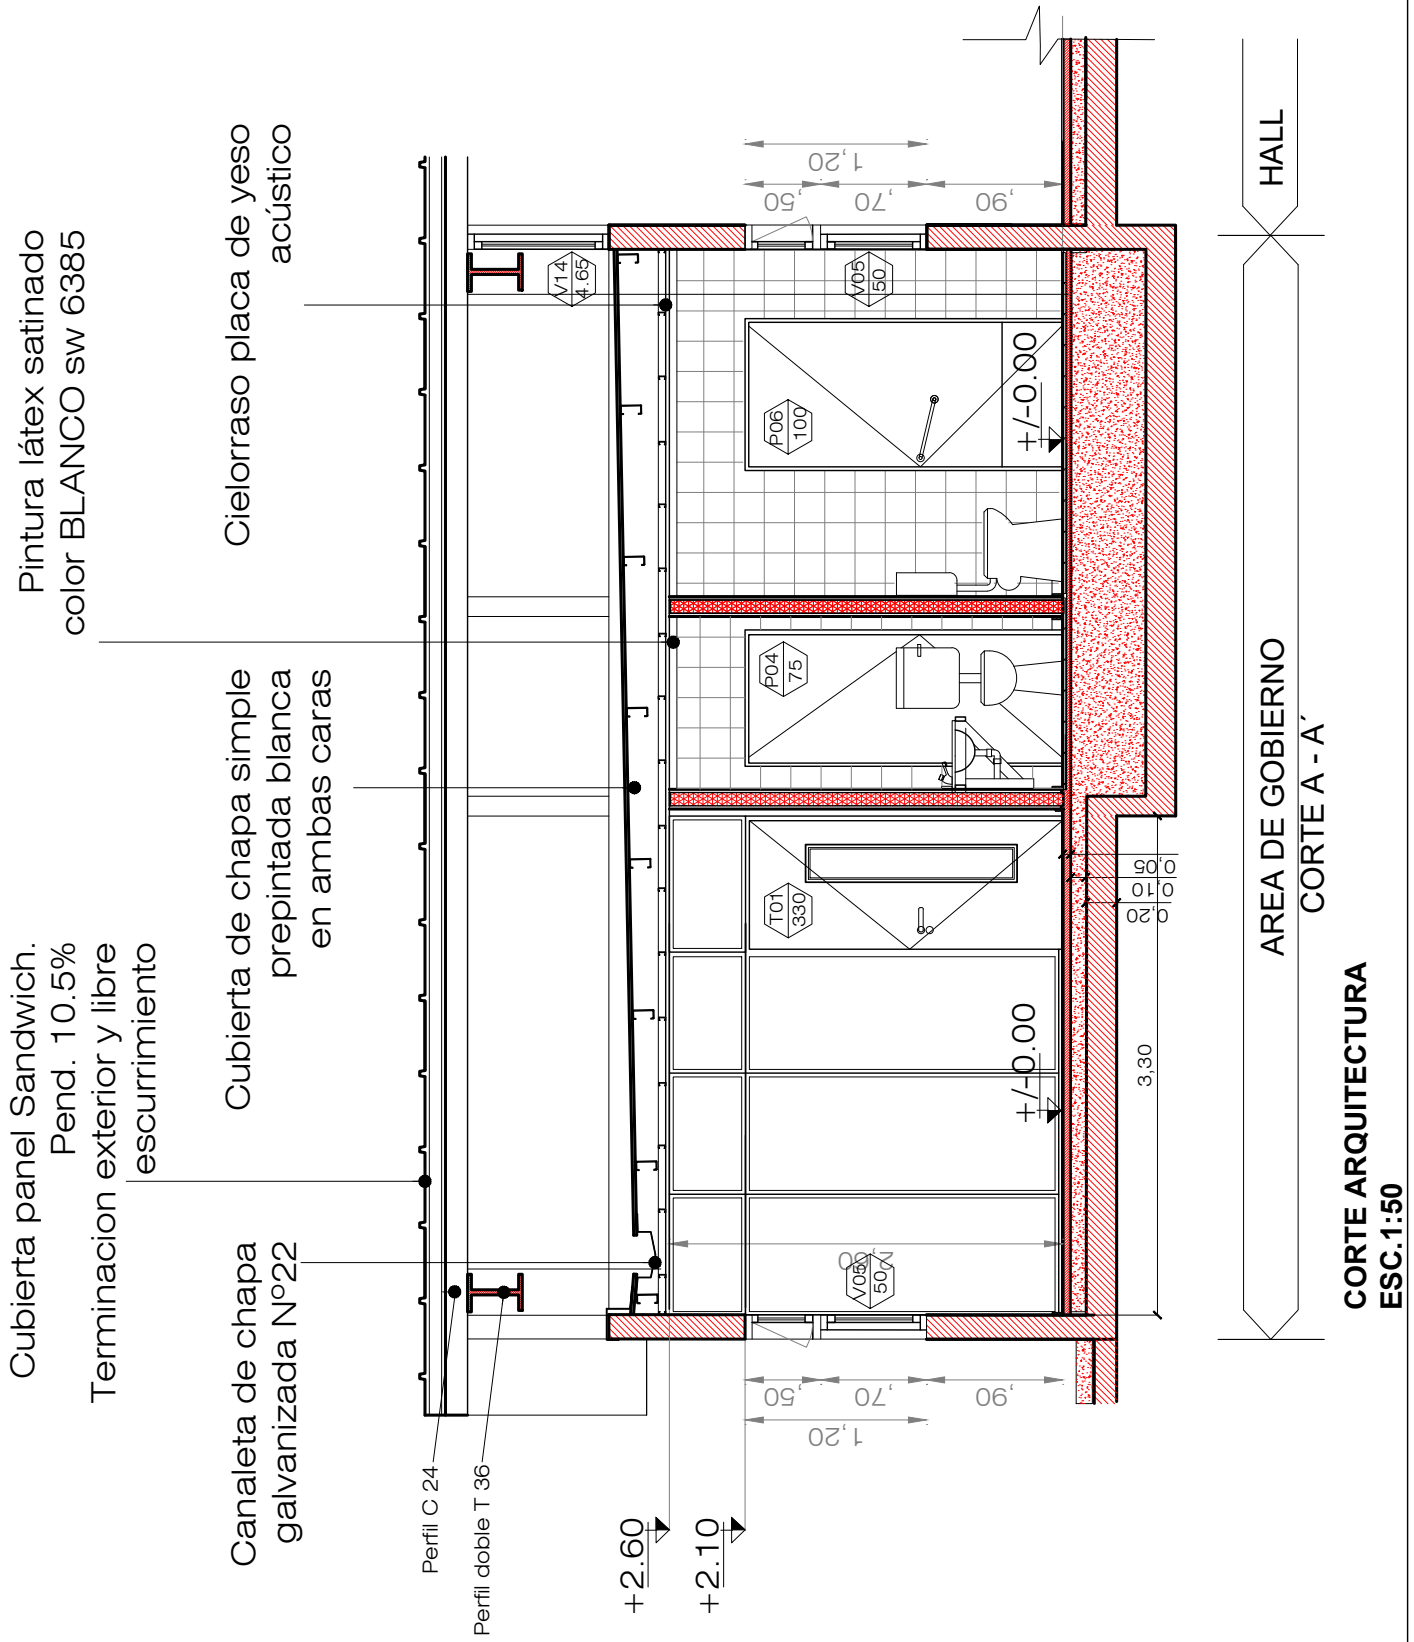 Cubierta panel Sandwich.
Pend. 10.5%
Terminacion exterior y libre
escurrimiento
Pintura látex satinado
color BLANCO sw 6385
Canaleta de chapa
galvanizada Nº22
Cubierta de chapa simple
prepintada blanca
en ambas caras
Cielorraso placa de yeso
acústico
Perfil C 24
Perfil doble T 36
+2.60
+2.10
V14
4.65
V05
50
P06
100
P04
75
T01
330
V05
50
2,60
+/-0.00
+/-0.00
,50
,70
,90
1,20
,50
,70
,90
1,20
0,05
0,10
0,20
3,30
AREA DE GOBIERNO
CORTE A - A´
HALL
CORTE ARQUITECTURA
ESC.1:50